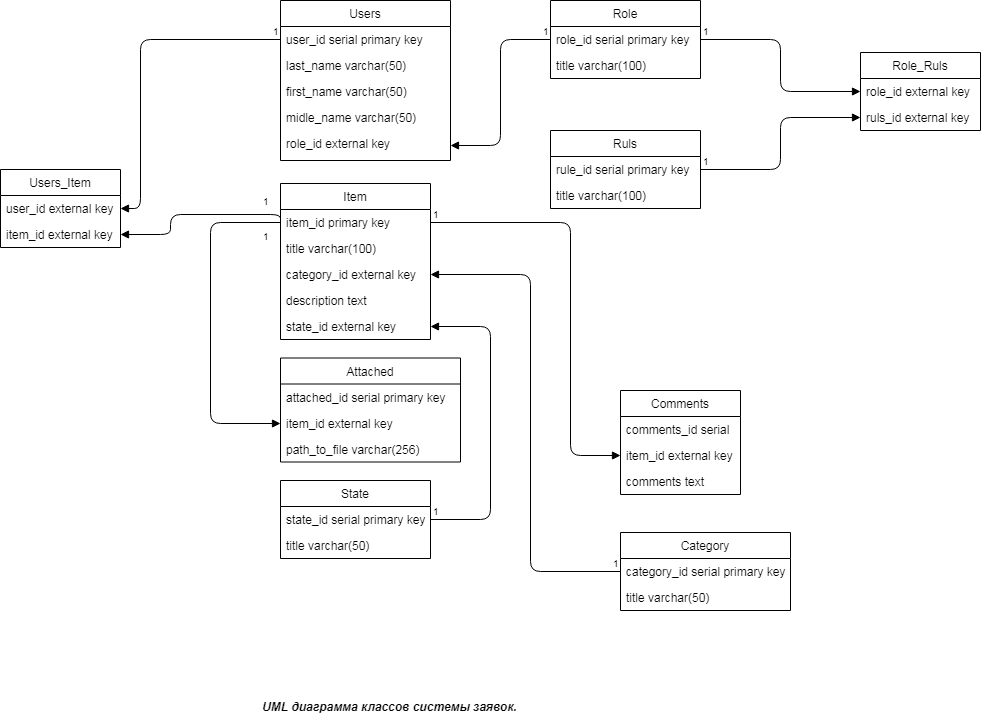 Users
user_id serial primary key
last_name varchar(50)
first_name varchar(50)
midle_name varchar(50)
role_id external key
1
Role
role_id serial primary key
title varchar(100)
1
1
Role_Ruls
role_id external key
ruls_id external key
Ruls
rule_id serial primary key
title varchar(100)
1
Users_Item
user_id external key
item_id external key
1
1
Item
item_id primary key
title varchar(100)
category_id external key
description text
state_id external key
1
Attached
attached_id serial primary key
item_id external key
path_to_file varchar(256)
Comments
comments_id serial
item_id external key
comments text
State
state_id serial primary key
title varchar(50)
1
Category
category_id serial primary key
title varchar(50)
1
UML диаграмма классов системы заявок.